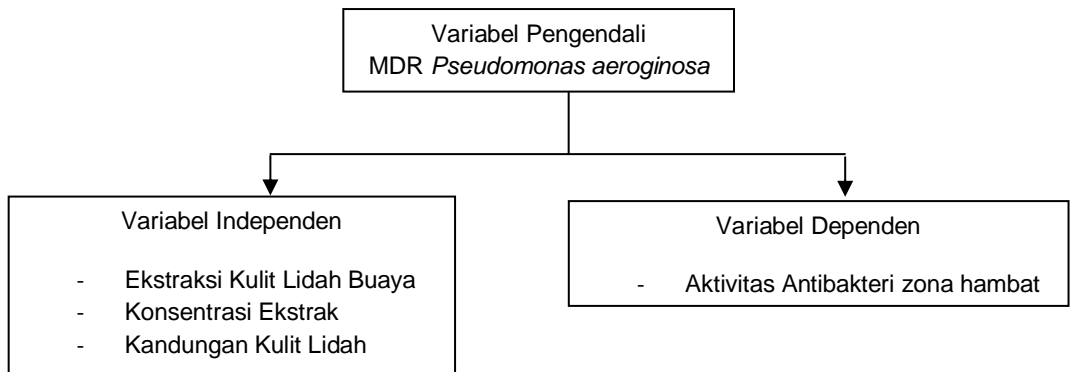 Variabel Pengendali
MDR Pseudomonas aeroginosa
Variabel Independen
- Ekstraksi Kulit Lidah Buaya
- Konsentrasi Ekstrak
- Kandungan Kulit Lidah
Variabel Dependen
- Aktivitas Antibakteri zona hambat